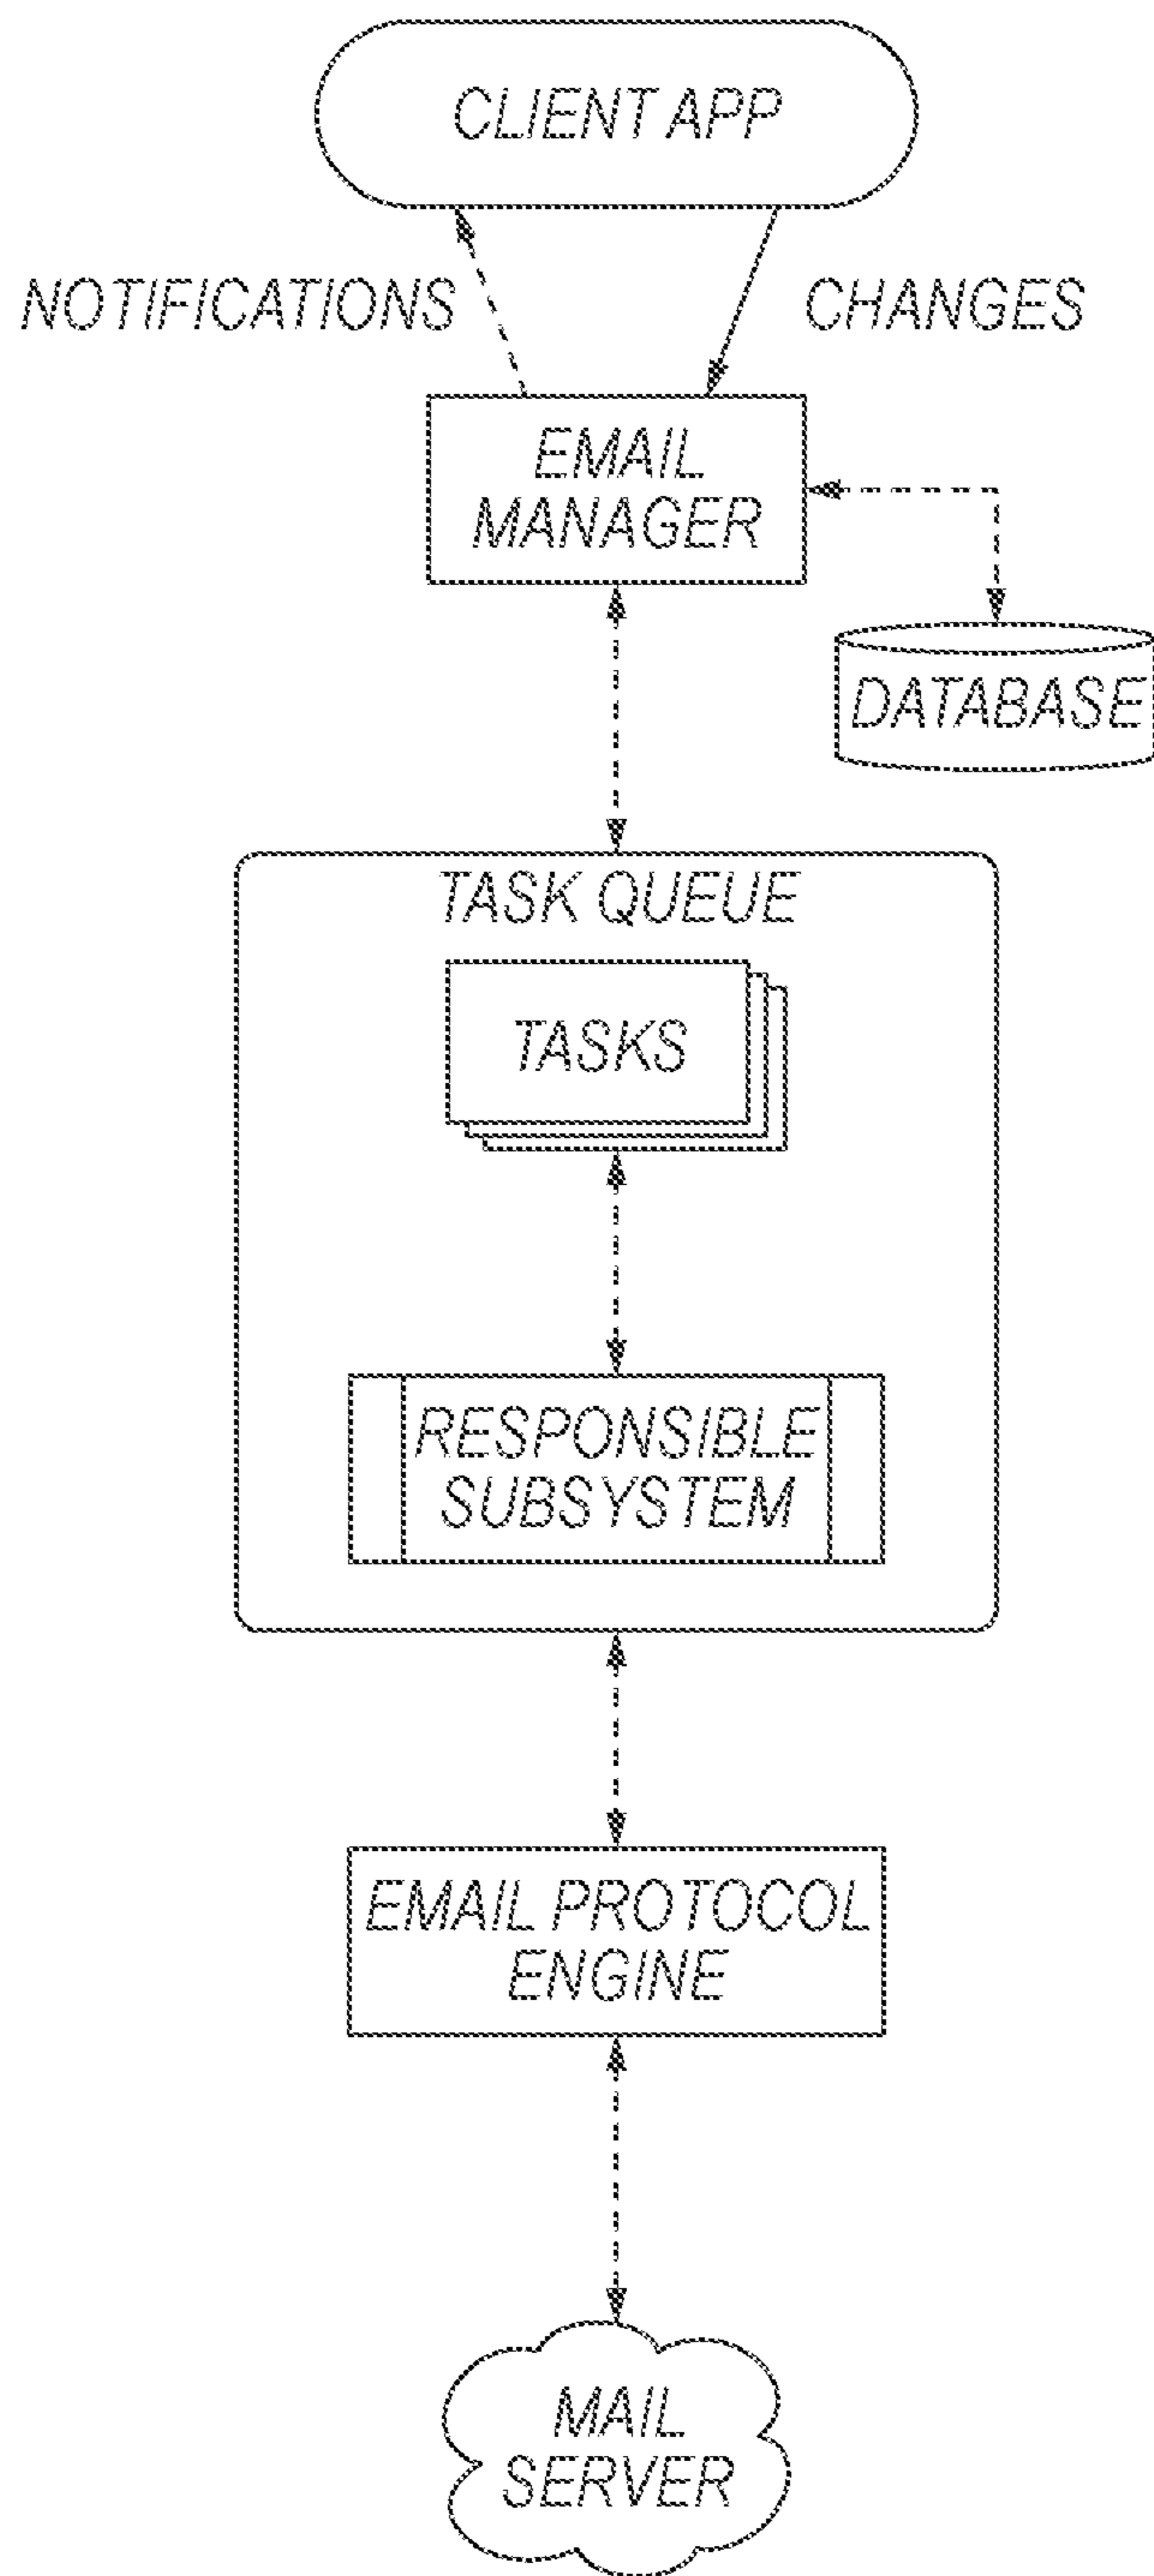 CLIENT APP
NOTIFICATIONS
CHANGES
EMAIL
MANAGER
DATABASE
TASK QUEUE
TASKS
RESPONSIBLE
SUBSYSTEM
EMAIL PROTOCOL
ENGINE
MAIL
SERVER